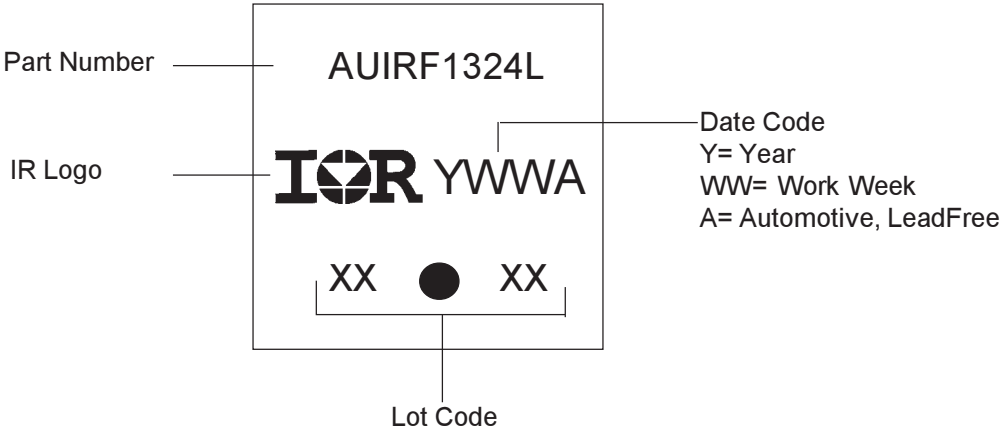 Part Number
AUIRF1324L
IR Logo
IOR YWWA
Date Code
Y= Year
WW= Work Week
A= Automotive, LeadFree
XX XX
Lot Code